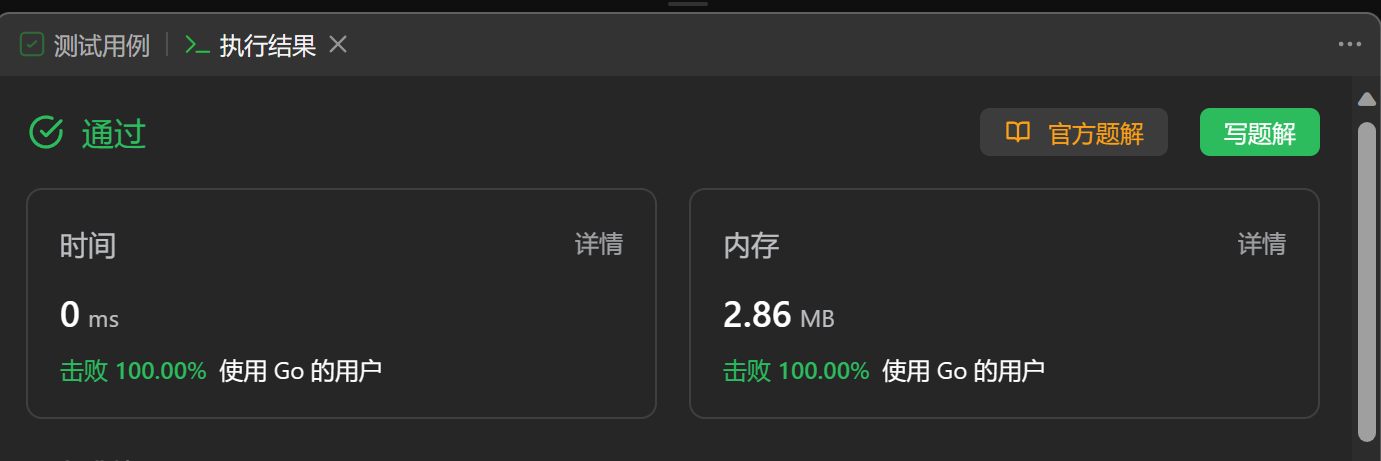 测试用例 执行结果
通过 官方题解 写题解
时间 详情 内存 详情
0 ms 2.86 MB
击败 100.00% 使用 Go 的用户 击败 100.00% 使用 Go 的用户